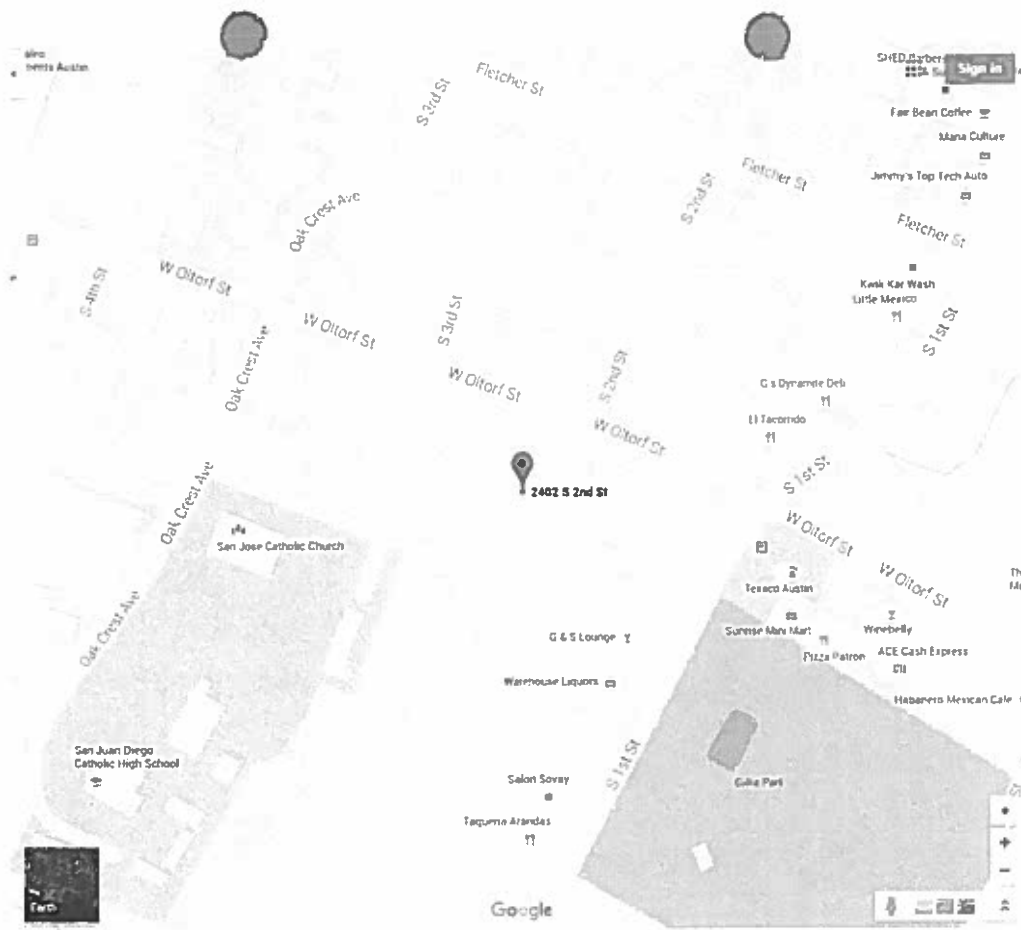 ments Austin
SHED Barbers
Sign in
Fletcher St
S 3rd St
Fair Bean Coffee
Mana Culture
Fletcher St
Jimmy's Top Tech Auto
S 2nd St
Oak Crest Ave
Fletcher St
W Oltorf St
S 4th St
Kwik Kar Wash
Little Mexico
W Oltorf St
S 3rd St
S 1st St
Oak Crest Ave
W Oltorf St
S 2nd St
G's Dynamite Deli
El Tacorrido
W Oltorf St
S 1st St
2402 S 2nd St
Oak Crest Ave
San Jose Catholic Church
W Oltorf St
W Oltorf St
Texaco Austin
Oak Crest Ave
G & S Lounge
Sunrise Mini Mart
Winebelly
Pizza Patron
ACE Cash Express
Warehouse Liquors
Habanero Mexican Cafe
San Juan Diego
Catholic High School
S 1st St
Salon Sovay
Gillis Park
Taqueria Arandas
Earth
Google